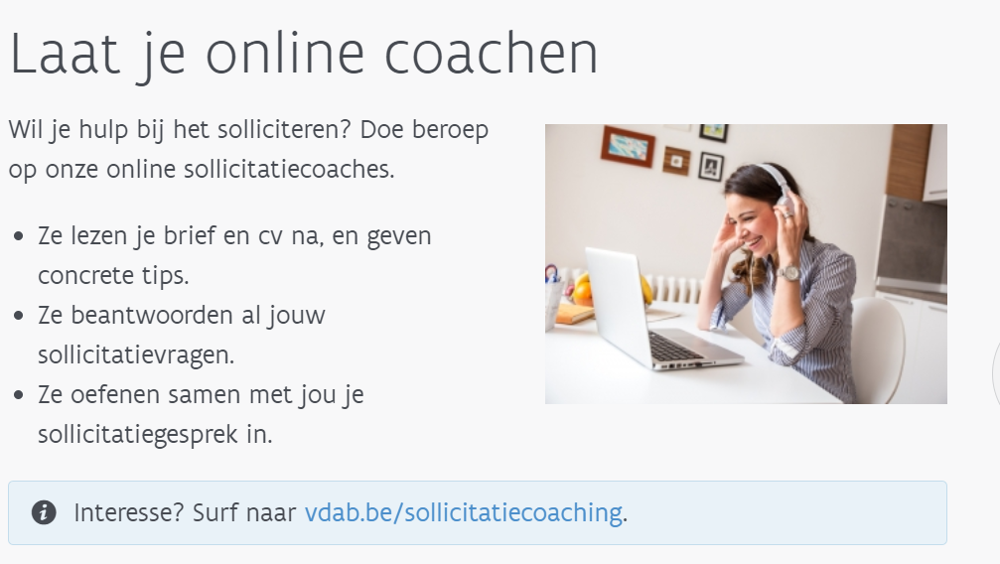 Laat je online coachen
Wil je hulp bij het solliciteren? Doe beroep
op onze online sollicitatiecoaches.
• Ze lezen je brief en cv na, en geven
concrete tips.
• Ze beantwoorden al jouw
sollicitatievragen.
• Ze oefenen samen met jou je
sollicitatiegesprek in.
Interesse? Surf naar vdab.be/sollicitatiecoaching.